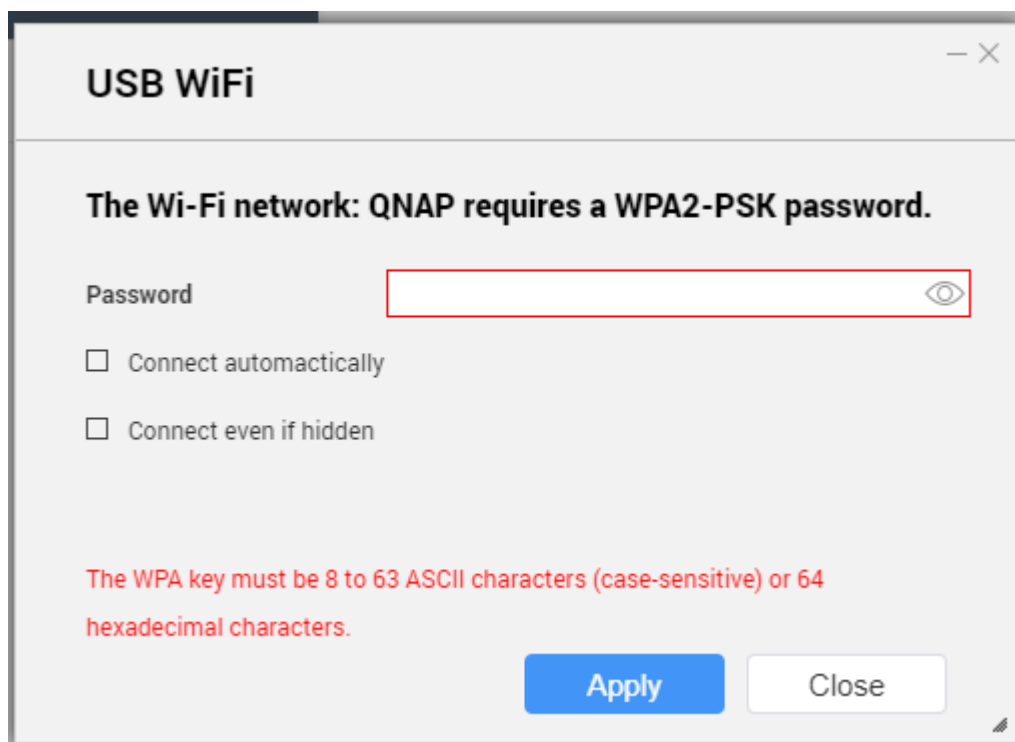 USB WiFi
The Wi-Fi network: QNAP requires a WPA2-PSK password.
Password
Connect automactically
Connect even if hidden
The WPA key must be 8 to 63 ASCII characters (case-sensitive) or 64
hexadecimal characters.
Apply Close